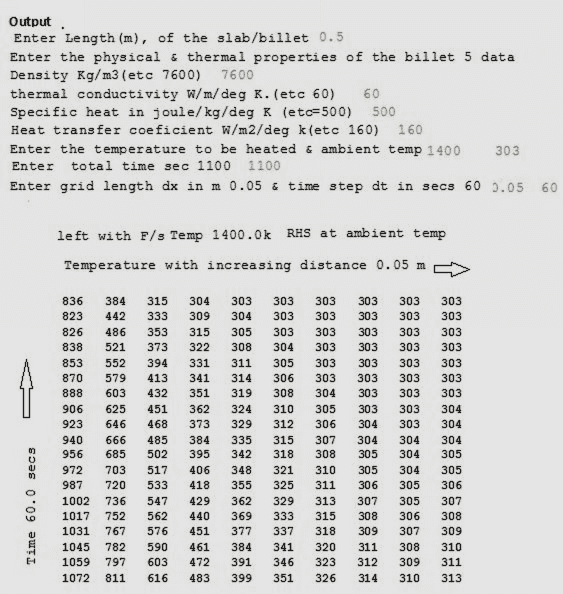 Output .
Enter Length(m), of the slab/billet 0.5
Enter the physical & thermal properties of the billet 5 data
Density Kg/m3(etc 7600) 7600
thermal conductivity W/m/deg K.(etc 60) 60
Specific heat in joule/kg/deg K (etc=500) 500
Heat transfer coeficient W/m2/deg k(etc 160) 160
Enter the temperature to be heated & ambient temp 1400 303
Enter total time sec 1100 1100
Enter grid length dx in m 0.05 & time step dt in secs 60 0.05 60
left with F/s Temp 1400.0k RHS at ambient temp
Temperature with increasing distance 0.05 m
836 384 315 304 303 303 303 303 303 303
823 442 333 309 304 303 303 303 303 303
826 486 353 315 305 303 303 303 303 303
838 521 373 322 308 304 303 303 303 303
853 552 394 331 311 305 303 303 303 303
870 579 413 341 314 306 303 303 303 303
888 603 432 351 319 308 304 303 303 303
906 625 451 362 324 310 305 303 303 304
923 646 468 373 329 312 306 304 303 304
940 666 485 384 335 315 307 304 304 304
956 685 502 395 342 318 308 305 304 305
972 703 517 406 348 321 310 305 304 305
987 720 533 418 355 325 311 306 305 306
1002 736 547 429 362 329 313 307 305 307
1017 752 562 440 369 333 315 308 306 308
1031 767 576 451 377 337 318 309 307 309
1045 782 590 461 384 341 320 311 308 310
1059 797 603 472 391 346 323 312 309 311
1072 811 616 483 399 351 326 314 310 313
Time 60.0 secs